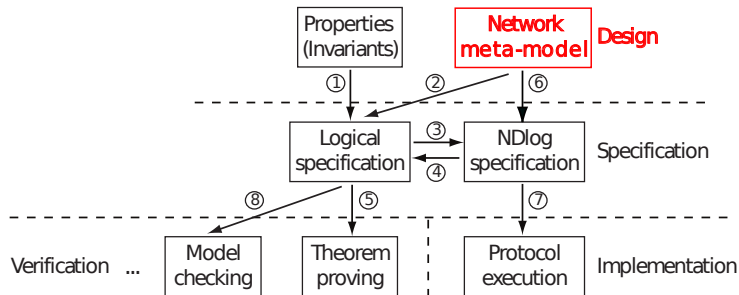 Properties
(Invariants)
Network
meta-model
Design
①
②
⑥
Logical
specification
③
④
NDlog
specification
Specification
⑧
⑤
⑦
Verification ...
Model
checking
Theorem
proving
Protocol
execution
Implementation